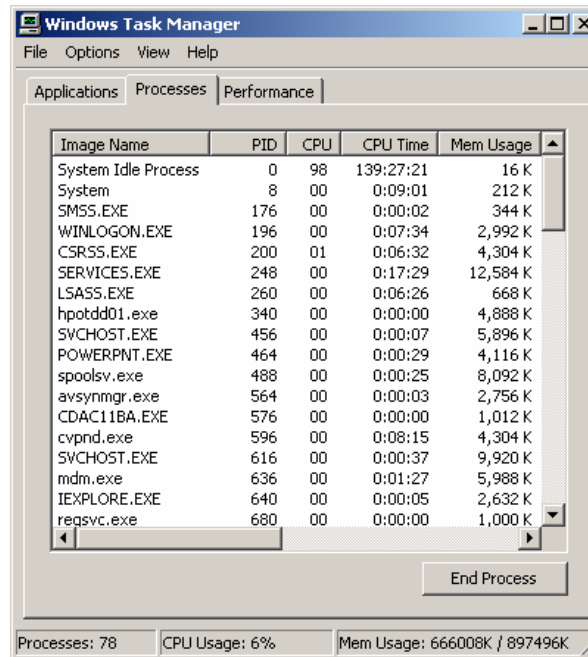 Windows Task Manager
File Options View Help
Applications Processes Performance
Image Name PID CPU CPU Time Mem Usage
System Idle Process 0 98 139:27:21 16 K
System 8 00 0:09:01 212 K
SMSS.EXE 176 00 0:00:02 344 K
WINLOGON.EXE 196 00 0:07:34 2,992 K
CSRSS.EXE 200 01 0:06:32 4,304 K
SERVICES.EXE 248 00 0:17:29 12,584 K
LSASS.EXE 260 00 0:06:26 668 K
hpotdd01.exe 340 00 0:00:00 4,888 K
SVCHOST.EXE 456 00 0:00:07 5,896 K
POWERPNT.EXE 464 00 0:00:29 4,116 K
spoolsv.exe 488 00 0:00:25 8,092 K
avsynmgr.exe 564 00 0:00:03 2,756 K
CDAC11BA.EXE 576 00 0:00:00 1,012 K
cvpnd.exe 596 00 0:08:15 4,304 K
SVCHOST.EXE 616 00 0:00:37 9,920 K
mdm.exe 636 00 0:01:27 5,988 K
IEXPLORE.EXE 640 00 0:00:05 2,632 K
regsvc.exe 680 00 0:00:00 1,000 K
End Process
Processes: 78 CPU Usage: 6% Mem Usage: 666008K / 897496K